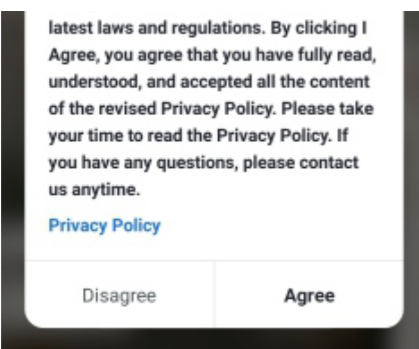 latest laws and regulations. By clicking I
Agree, you agree that you have fully read,
understood, and accepted all the content
of the revised Privacy Policy. Please take
your time to read the Privacy Policy. If
you have any questions, please contact
us anytime.
Privacy Policy
Disagree
Agree